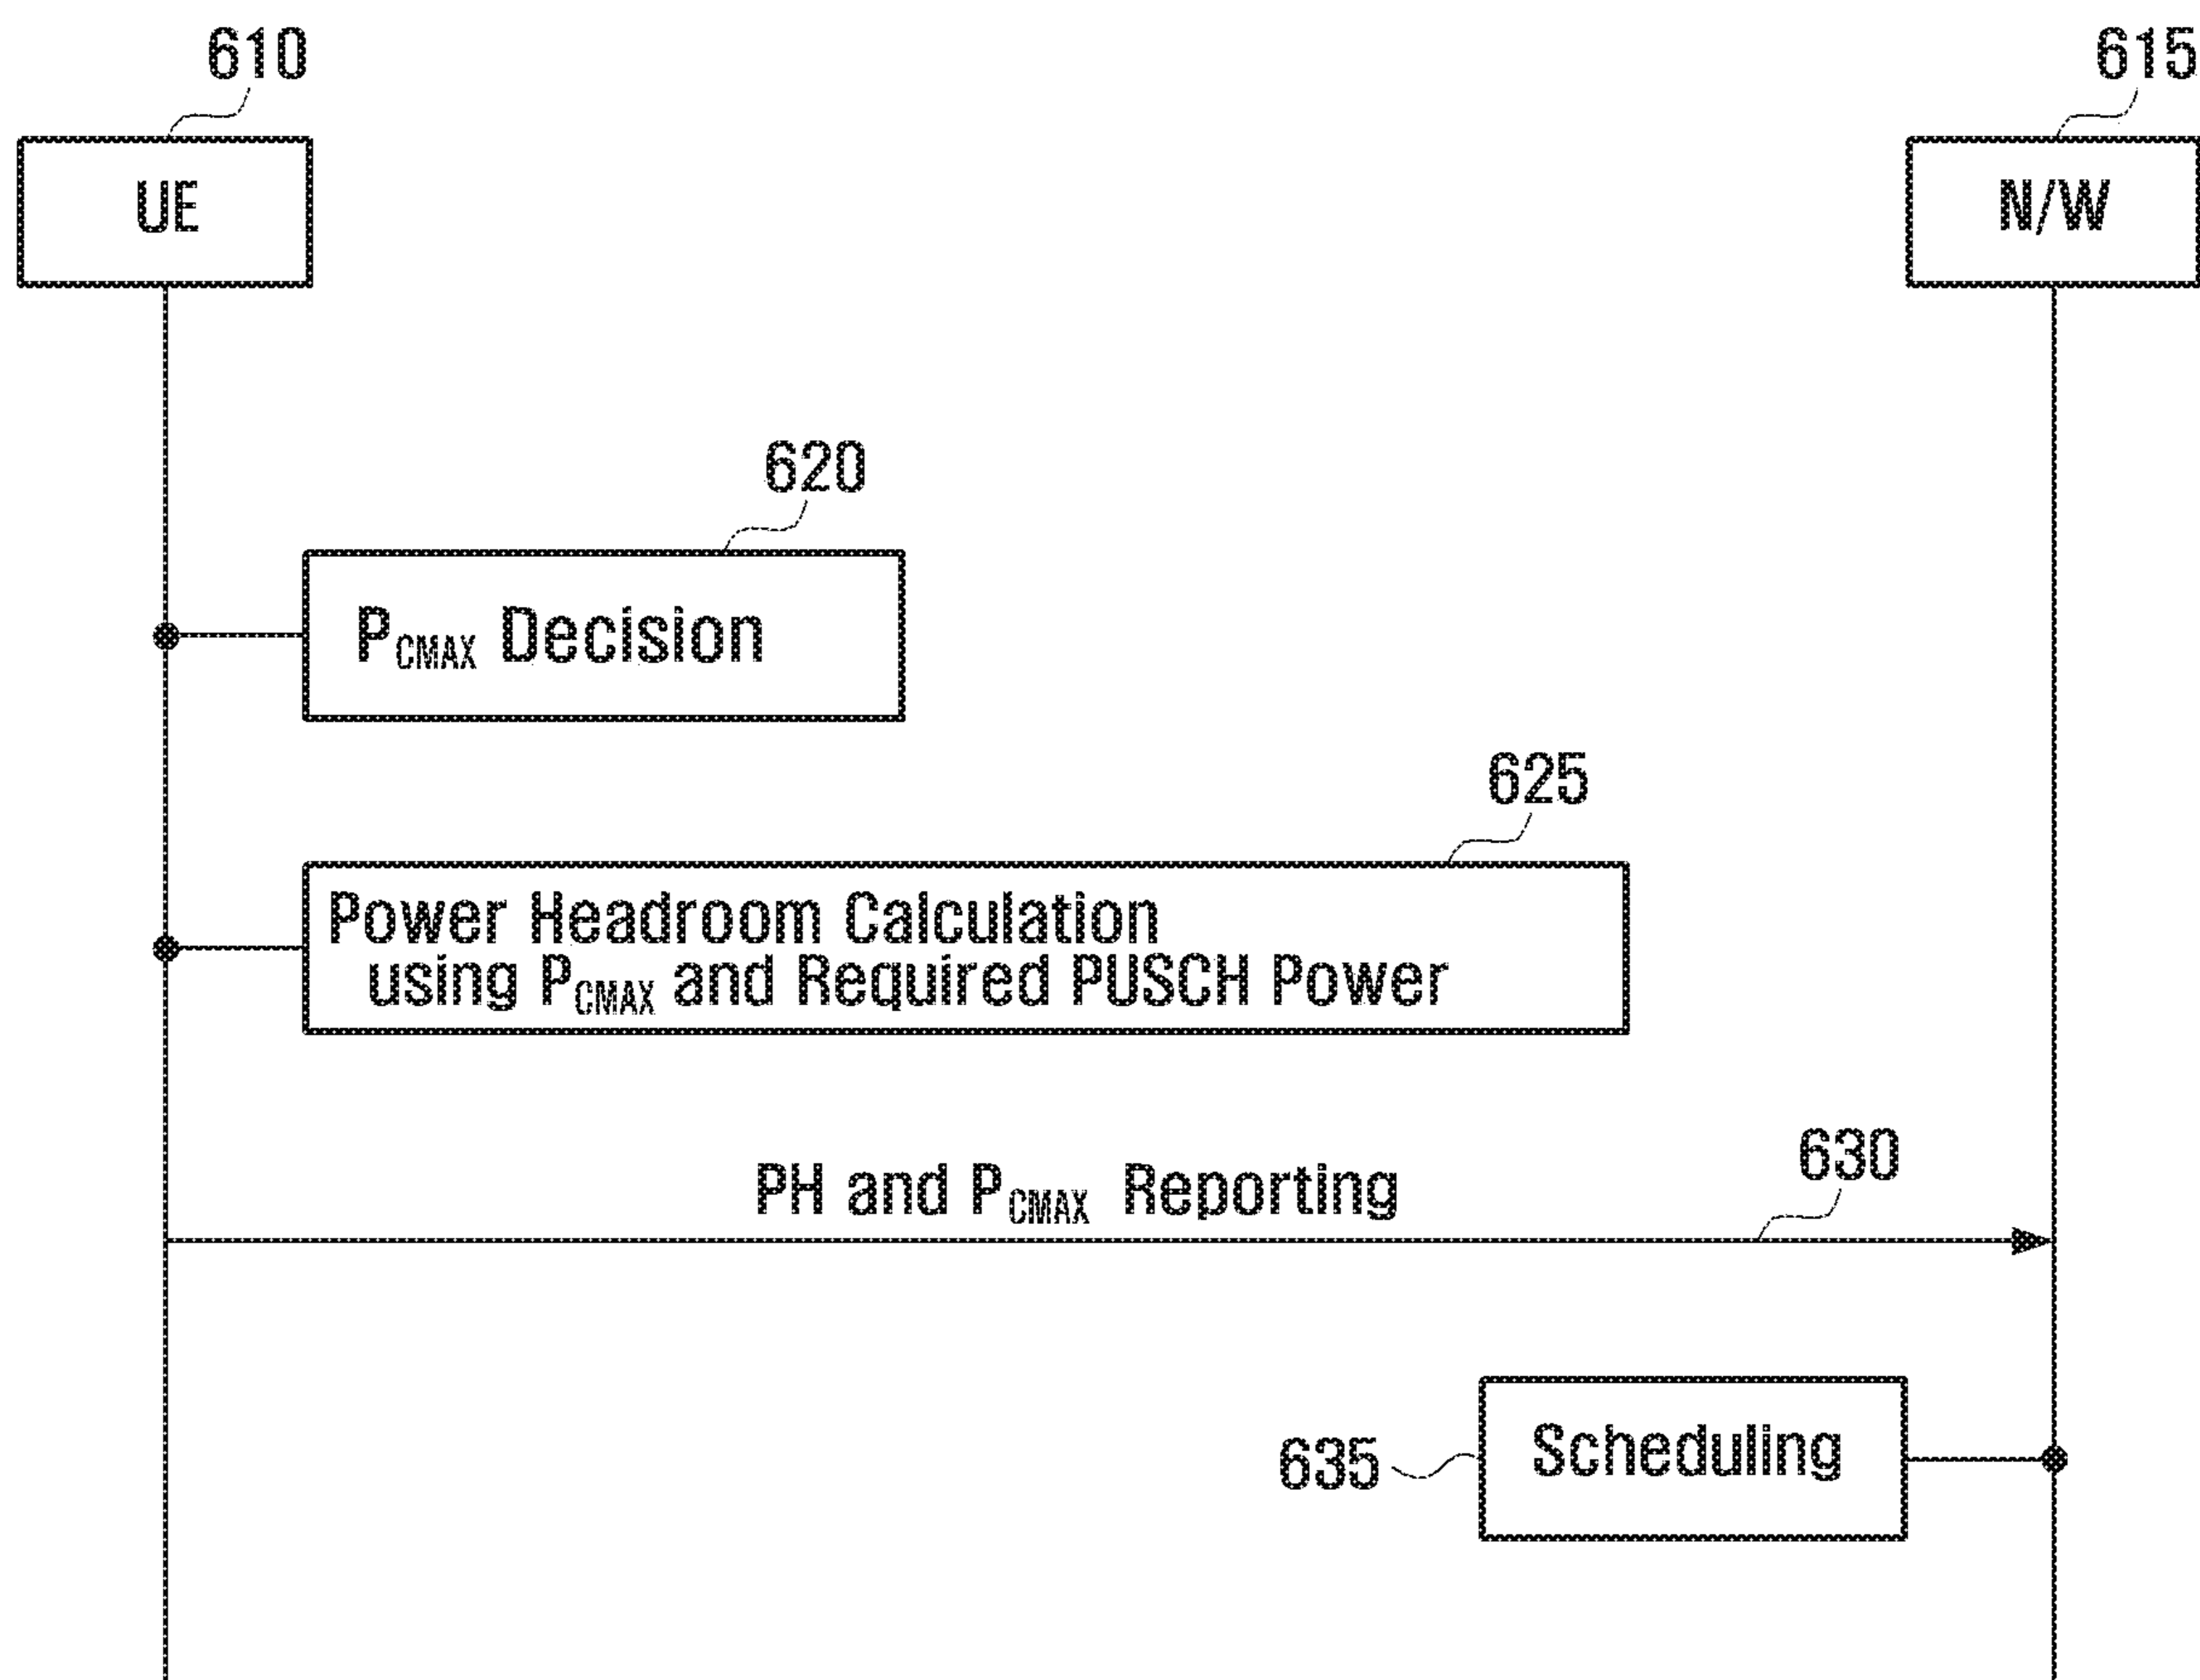 610
615
UE
N/W
620
PCMAX Decision
625
Power Headroom Calculation
using PCMAX and Required PUSCH Power
630
PH and PCMAX Reporting
635
Scheduling